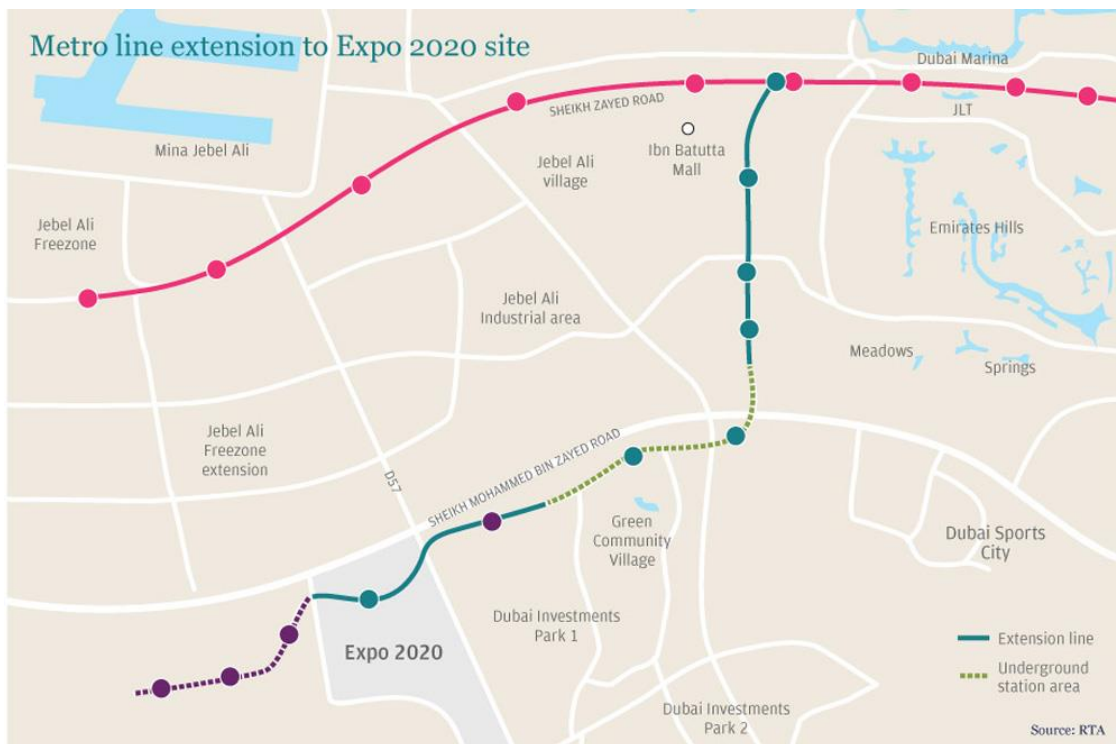 Metro line extension to Expo 2020 site
Dubai Marina
SHEIKH ZAYED ROAD
JLT
Mina Jebel Ali
Ibn Batutta
Mall
Jebel Ali
village
Jebel Ali
Freezone
Emirates Hills
Jebel Ali
Industrial area
Meadows
Springs
Jebel Ali
Freezone
extension
D57
SHEIKH MOHAMMED BIN ZAYED ROAD
Green
Community
Village
Dubai Sports
City
Dubai Investments
Park 1
Expo 2020
Extension line
Underground
station area
Dubai Investments
Park 2
Source: RTA